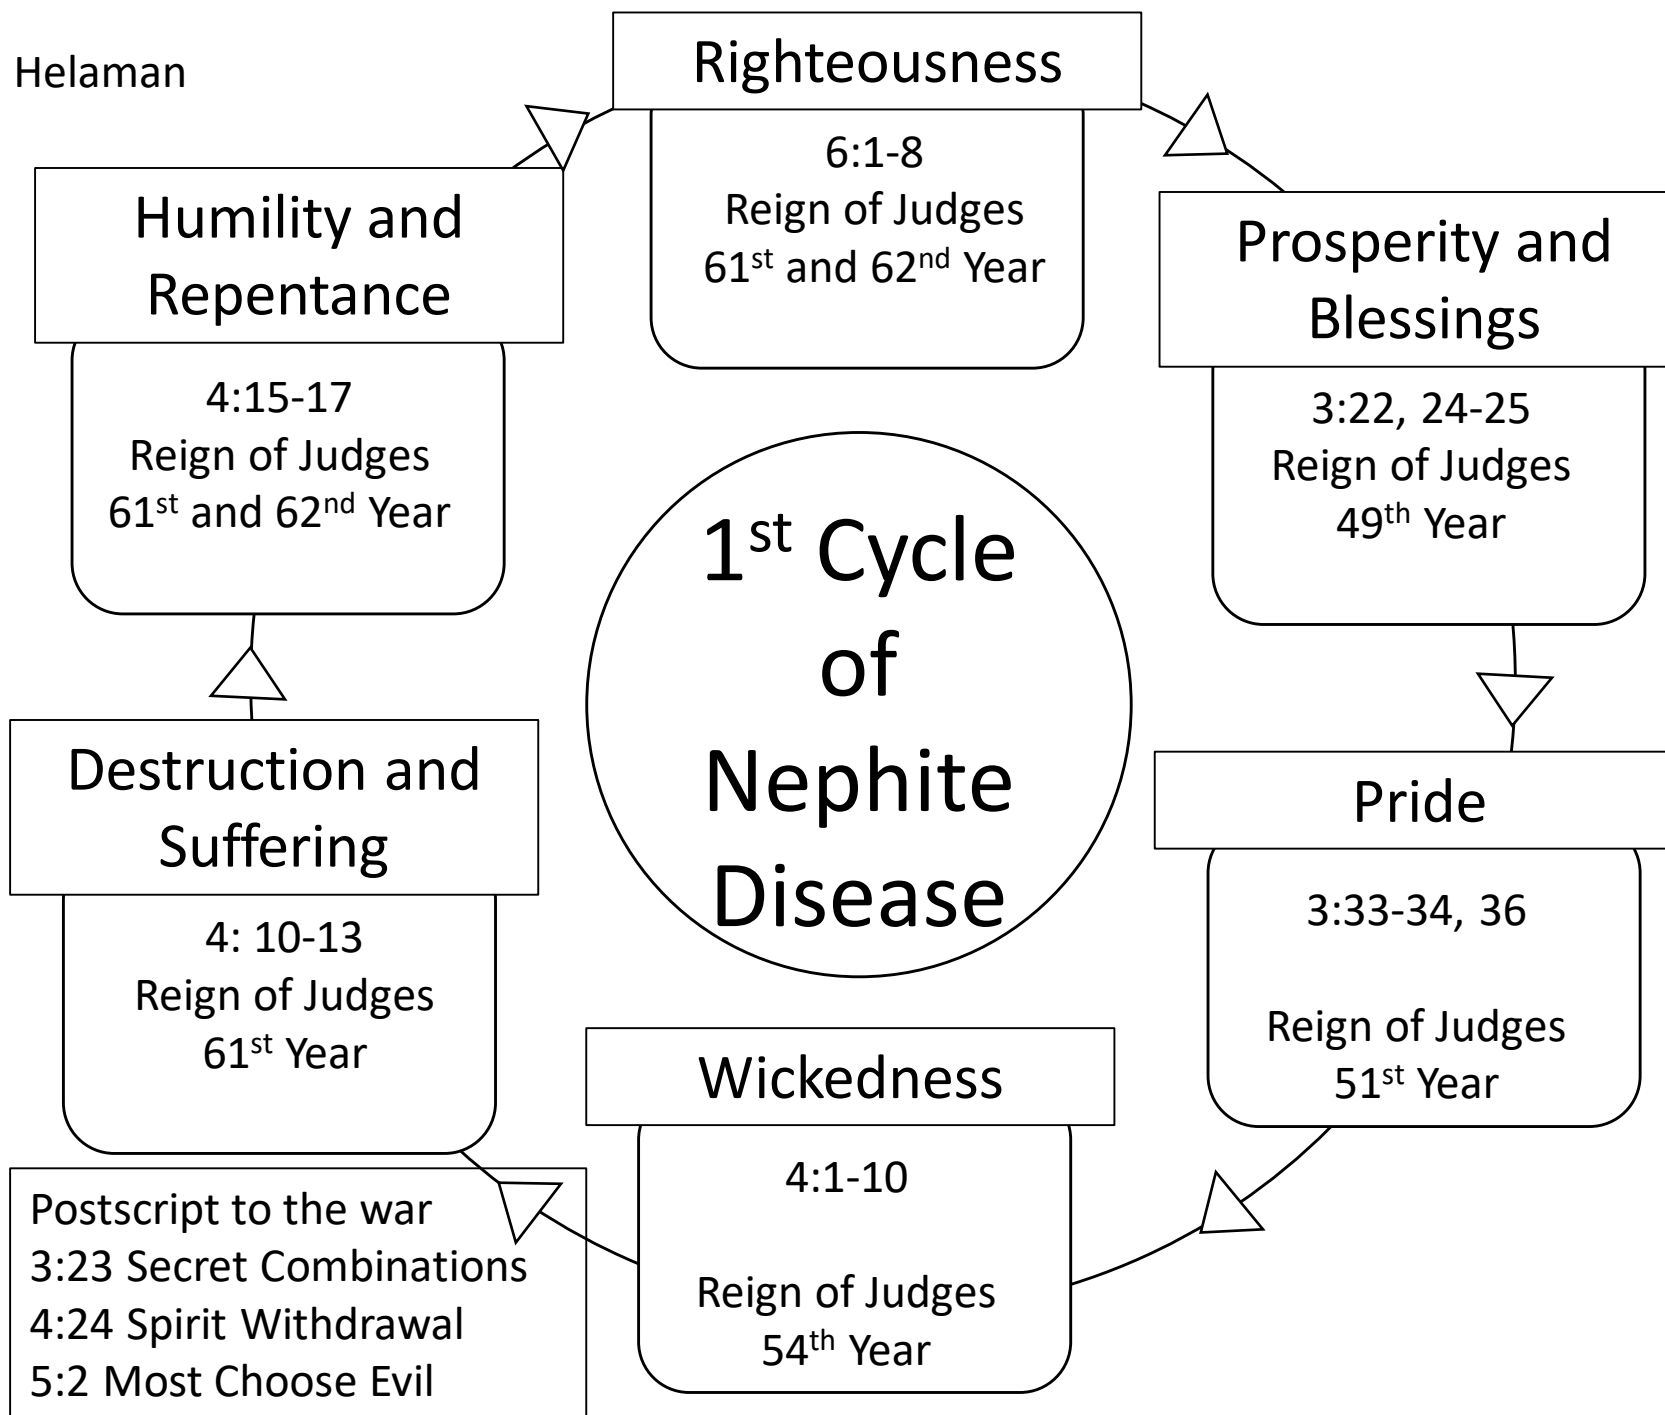 Helaman
Righteousness
6:1-8
Reign of Judges
61st and 62nd Year
Prosperity and
Blessings
3:22, 24-25
Reign of Judges
49th Year
Pride
3:33-34, 36
Reign of Judges
51st Year
Wickedness
4:1-10
Reign of Judges
54th Year
Destruction and
Suffering
4: 10-13
Reign of Judges
61st Year
Postscript to the war
3:23 Secret Combinations
4:24 Spirit Withdrawal
5:2 Most Choose Evil
Humility and
Repentance
4:15-17
Reign of Judges
61st and 62nd Year
1st Cycle
of
Nephite
Disease